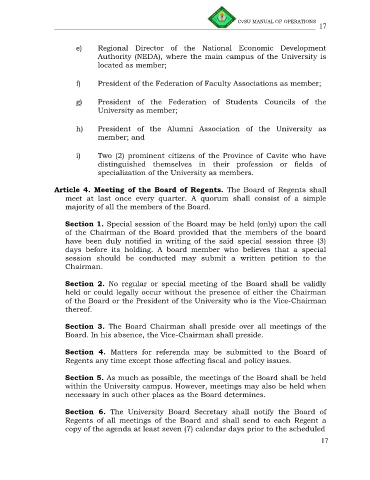 CvSU MANUAL OF OPERATIONS
17
e) Regional Director of the National Economic Development
Authority (NEDA), where the main campus of the University is
located as member;
f) President of the Federation of Faculty Associations as member;
g) President of the Federation of Students Councils of the
University as member;
h) President of the Alumni Association of the University as
member; and
i) Two (2) prominent citizens of the Province of Cavite who have
distinguished themselves in their profession or fields of
specialization of the University as members.
Article 4. Meeting of the Board of Regents. The Board of Regents shall
meet at last once every quarter. A quorum shall consist of a simple
majority of all the members of the Board.
Section 1. Special session of the Board may be held (only) upon the call
of the Chairman of the Board provided that the members of the board
have been duly notified in writing of the said special session three (3)
days before its holding. A board member who believes that a special
session should be conducted may submit a written petition to the
Chairman.
Section 2. No regular or special meeting of the Board shall be validly
held or could legally occur without the presence of either the Chairman
of the Board or the President of the University who is the Vice-Chairman
thereof.
Section 3. The Board Chairman shall preside over all meetings of the
Board. In his absence, the Vice-Chairman shall preside.
Section 4. Matters for referenda may be submitted to the Board of
Regents any time except those affecting fiscal and policy issues.
Section 5. As much as possible, the meetings of the Board shall be held
within the University campus. However, meetings may also be held when
necessary in such other places as the Board determines.
Section 6. The University Board Secretary shall notify the Board of
Regents of all meetings of the Board and shall send to each Regent a
copy of the agenda at least seven (7) calendar days prior to the scheduled
17